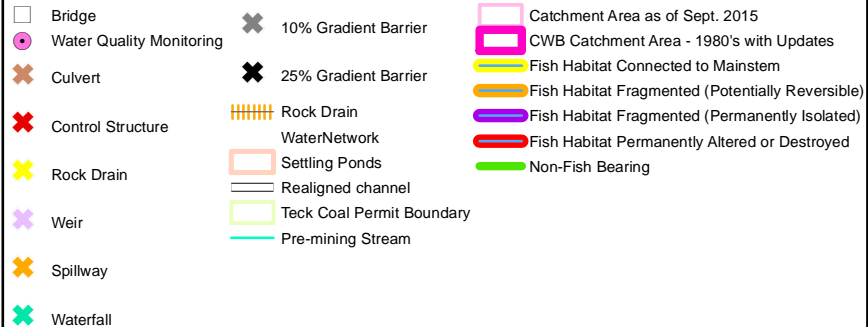 Bridge
Water Quality Monitoring
Culvert
Control Structure
Rock Drain
Weir
Spillway
Waterfall
10% Gradient Barrier
25% Gradient Barrier
Rock Drain
WaterNetwork
Settling Ponds
Realigned channel
Teck Coal Permit Boundary
Pre-mining Stream
Catchment Area as of Sept. 2015
CWB Catchment Area - 1980's with Updates
Fish Habitat Connected to Mainstem
Fish Habitat Fragmented (Potentially Reversible)
Fish Habitat Fragmented (Permanently Isolated)
Fish Habitat Permanently Altered or Destroyed
Non-Fish Bearing